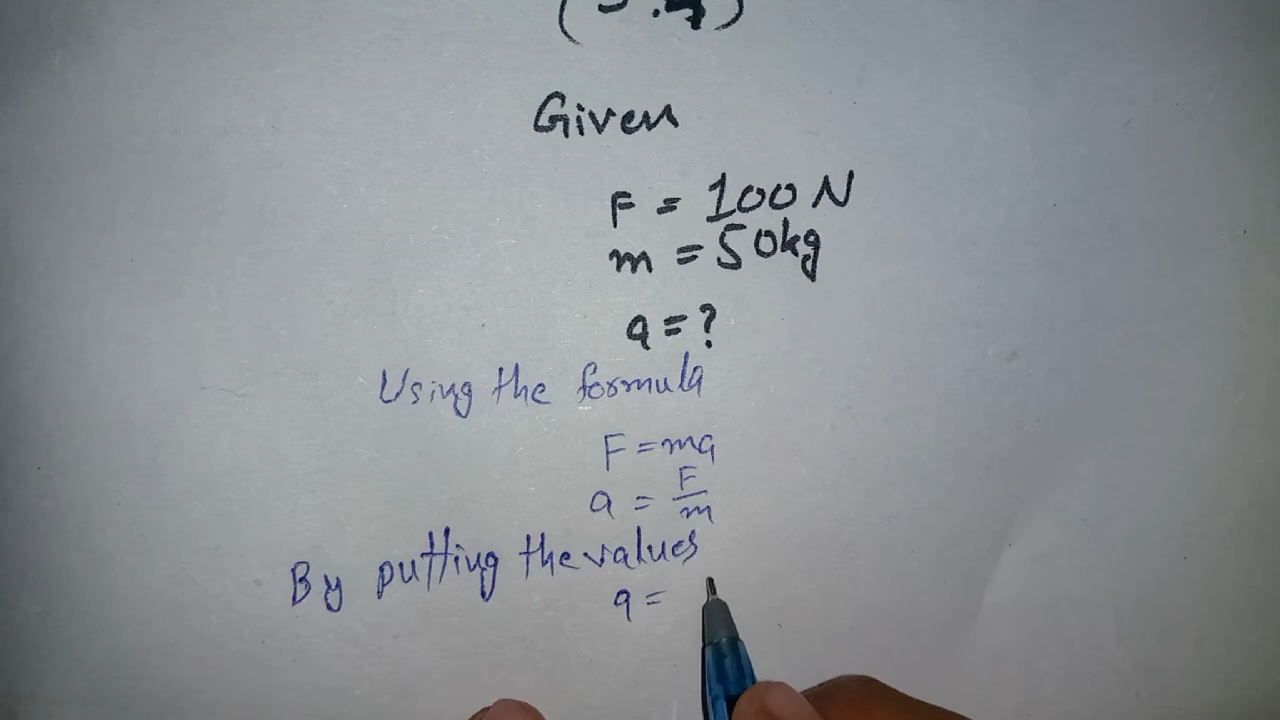 Given
F = 100 N
m = 50kg
a = ?
Using the formula
F = ma
a = F/m
By putting the values
a =